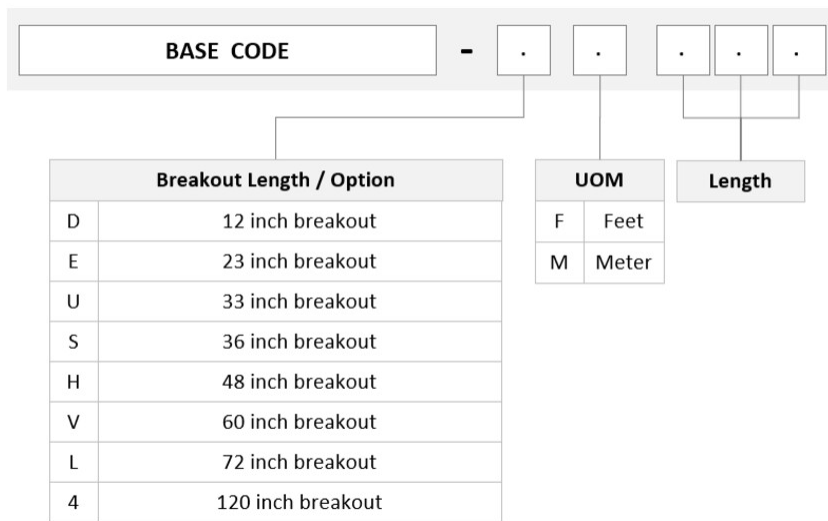 BASE CODE - . . . . .
Breakout Length / Option
D 12 inch breakout
E 23 inch breakout
U 33 inch breakout
S 36 inch breakout
H 48 inch breakout
V 60 inch breakout
L 72 inch breakout
4 120 inch breakout
UOM
F Feet
M Meter
Length